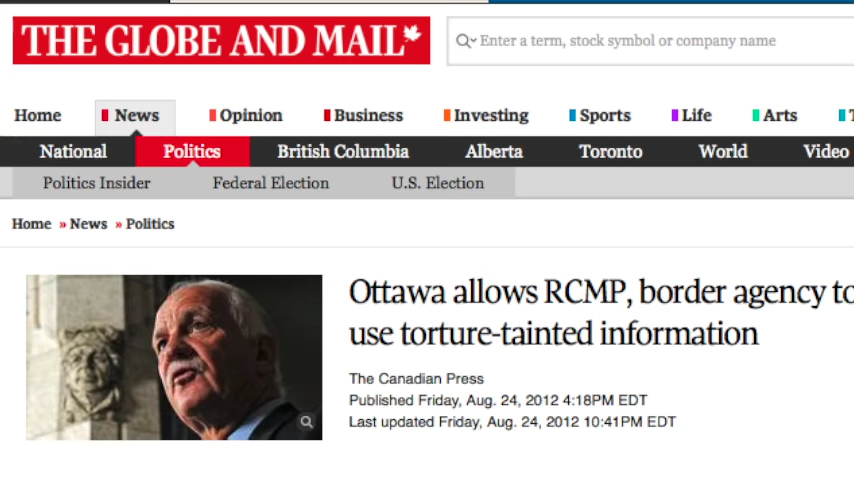 THE GLOBE AND MAIL
Enter a term, stock symbol or company name
Home News Opinion Business Investing Sports Life Arts
National Politics British Columbia Alberta Toronto World Video
Politics Insider Federal Election U.S. Election
Home » News » Politics
Ottawa allows RCMP, border agency to
use torture-tainted information
The Canadian Press
Published Friday, Aug. 24, 2012 4:18PM EDT
Last updated Friday, Aug. 24, 2012 10:41PM EDT